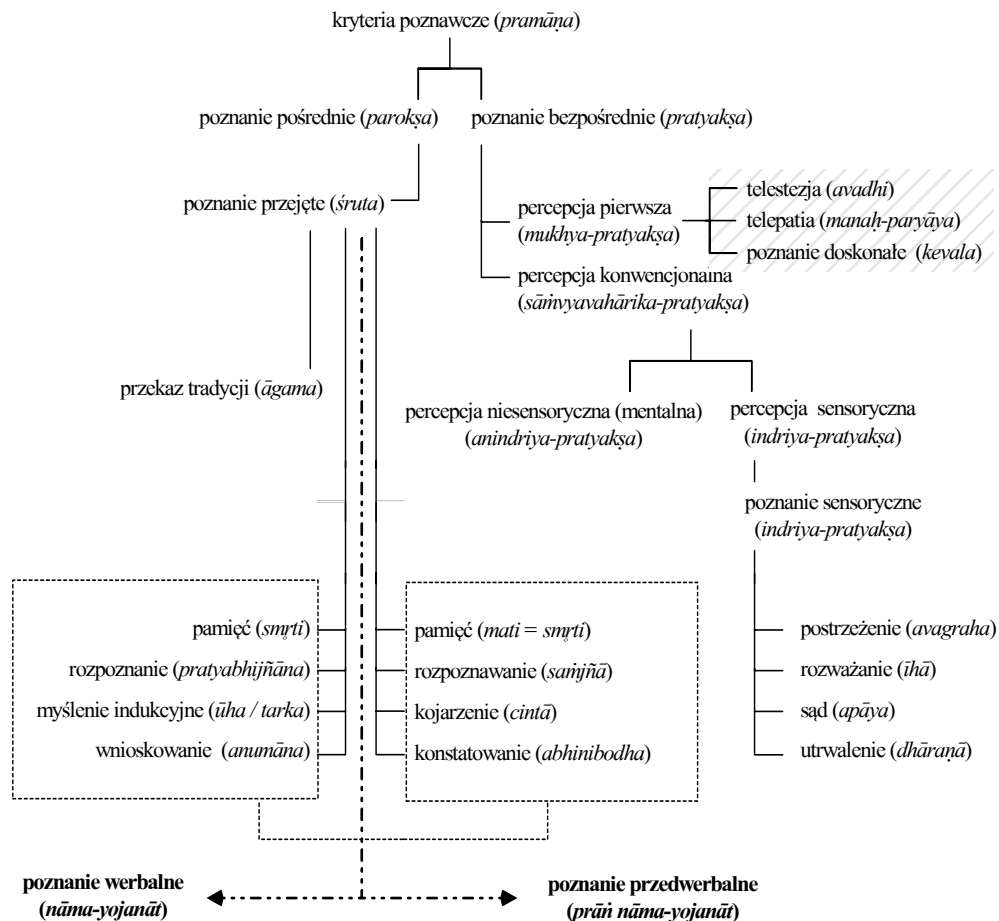 kryteria poznawcze (pramāṇa)
poznanie pośrednie (parokṣa)
poznanie bezpośrednie (pratyakṣa)
poznanie przejęte (śruta)
percepcja pierwsza
(mukhya-pratyakṣa)
telestezja (avadhi)
telepatia (manaḥ-paryāya)
poznanie doskonałe (kevala)
percepcja konwencjonalna
(sāṁvyavahārika-pratyakṣa)
przekaz tradycji (āgama)
percepcja niesensoryczna (mentalna)
(anindriya-pratyakṣa)
percepcja sensoryczna
(indriya-pratyakṣa)
poznanie sensoryczne
(indriya-pratyakṣa)
pamięć (smṛti)
rozpoznanie (pratyabhijñāna)
myślenie indukcyjne (ūha / tarka)
wnioskowanie (anumāna)
pamięć (mati = smṛti)
rozpoznawanie (saṁjñā)
kojarzenie (cintā)
konstatowanie (abhinibodha)
postrzeżenie (avagraha)
rozważanie (īhā)
sąd (apāya)
utrwalenie (dhāraṇā)
poznanie werbalne
(nāma-yojanāt)
poznanie przedwerbalne
(prāṅ nāma-yojanāt)